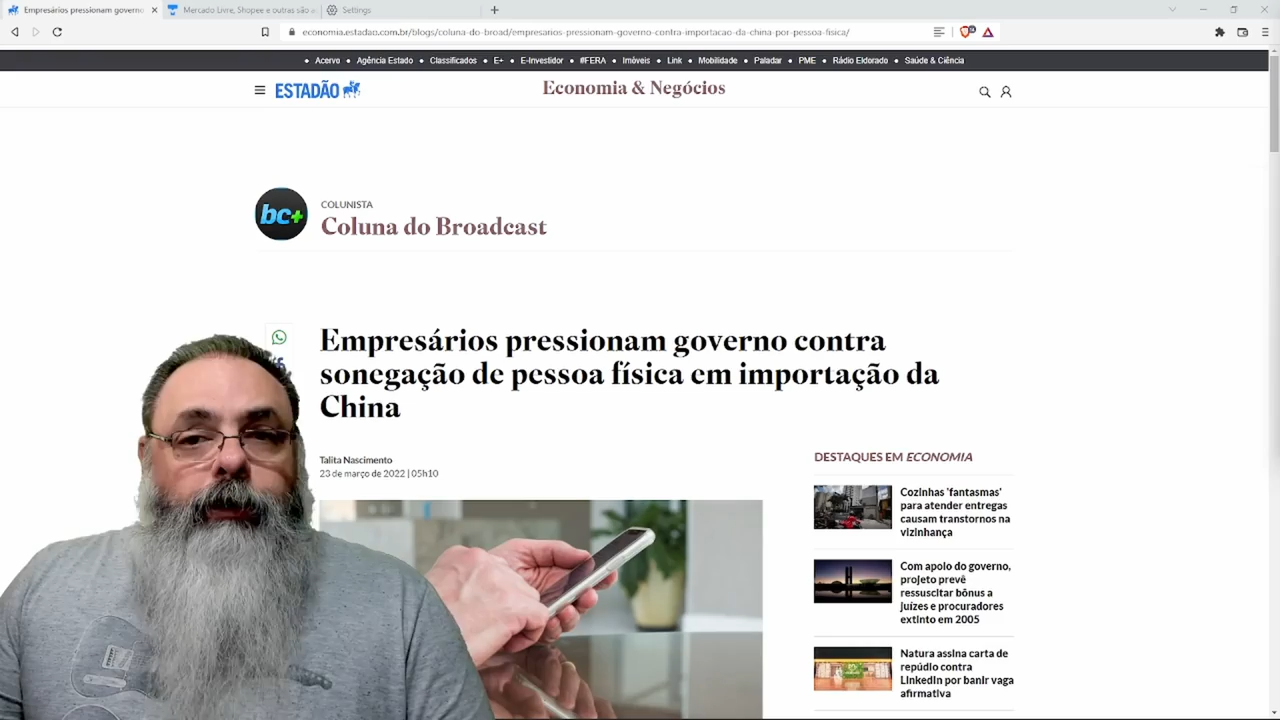 Empresários pressionam governo
Mercado Livre, Shopee e outras são a
Settings
economia.estadao.com.br/blogs/coluna-do-broad/empresarios-pressionam-governo-contra-importacao-da-china-por-pessoa-fisica/
• Acervo • Agência Estado • Classificados • E+ • E-Investidor • #FERA • Imóveis • Link • Mobilidade • Paladar • PME • Rádio Eldorado • Saúde & Ciência
ESTADÃO
Economia & Negócios
bc+
COLUNISTA
Coluna do Broadcast
Empresários pressionam governo contra
sonegação de pessoa física em importação da
China
Talita Nascimento
23 de março de 2022 | 05h10
DESTAQUES EM ECONOMIA
Cozinhas 'fantasmas'
para atender entregas
causam transtornos na
vizinhança
Com apoio do governo,
projeto prevê
ressuscitar bônus a
juízes e procuradores
extinto em 2005
Natura assina carta de
repúdio contra
LinkedIn por banir vaga
afirmativa